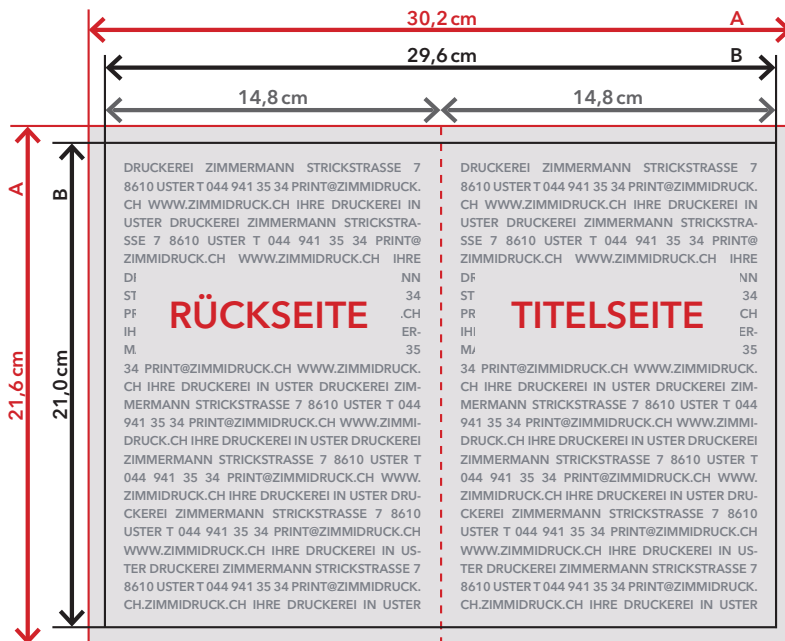 30,2 cm A
29,6 cm B
14,8 cm 14,8 cm
A
B
21,6 cm
21,0 cm
DRUCKEREI ZIMMERMANN STRICKSTRASSE 7
8610 USTER T 044 941 35 34 PRINT@ZIMMIDRUCK.
CH WWW.ZIMMIDRUCK.CH IHRE DRUCKEREI IN
USTER DRUCKEREI ZIMMERMANN STRICKSTRA-
SSE 7 8610 USTER T 044 941 35 34 PRINT@
ZIMMIDRUCK.CH WWW.ZIMMIDRUCK.CH IHRE
NN
ST 34
.CH
IH ER-
35
RÜCKSEITE
34 PRINT@ZIMMIDRUCK.CH WWW.ZIMMIDRUCK.
CH IHRE DRUCKEREI IN USTER DRUCKEREI ZIM-
MERMANN STRICKSTRASSE 7 8610 USTER T 044
941 35 34 PRINT@ZIMMIDRUCK.CH WWW.ZIMMI-
DRUCK.CH IHRE DRUCKEREI IN USTER DRUCKEREI
ZIMMERMANN STRICKSTRASSE 7 8610 USTER T
044 941 35 34 PRINT@ZIMMIDRUCK.CH WWW.
ZIMMIDRUCK.CH IHRE DRUCKEREI IN USTER DRU-
CKEREI ZIMMERMANN STRICKSTRASSE 7 8610
USTER T 044 941 35 34 PRINT@ZIMMIDRUCK.CH
WWW.ZIMMIDRUCK.CH IHRE DRUCKEREI IN US-
TER DRUCKEREI ZIMMERMANN STRICKSTRASSE 7
8610 USTER T 044 941 35 34 PRINT@ZIMMIDRUCK.
CH.ZIMMIDRUCK.CH IHRE DRUCKEREI IN USTER
DRUCKEREI ZIMMERMANN STRICKSTRASSE 7
8610 USTER T 044 941 35 34 PRINT@ZIMMIDRUCK.
CH WWW.ZIMMIDRUCK.CH IHRE DRUCKEREI IN
USTER DRUCKEREI ZIMMERMANN STRICKSTRA-
SSE 7 8610 USTER T 044 941 35 34 PRINT@
ZIMMIDRUCK.CH WWW.ZIMMIDRUCK.CH IHRE
NN
ST 34
CH
IH ER-
35
TITELSEITE
34 PRINT@ZIMMIDRUCK.CH WWW.ZIMMIDRUCK.
CH IHRE DRUCKEREI IN USTER DRUCKEREI ZIM-
MERMANN STRICKSTRASSE 7 8610 USTER T 044
941 35 34 PRINT@ZIMMIDRUCK.CH WWW.ZIMMI-
DRUCK.CH IHRE DRUCKEREI IN USTER DRUCKEREI
ZIMMERMANN STRICKSTRASSE 7 8610 USTER T
044 941 35 34 PRINT@ZIMMIDRUCK.CH WWW.
ZIMMIDRUCK.CH IHRE DRUCKEREI IN USTER DRU-
CKEREI ZIMMERMANN STRICKSTRASSE 7 8610
USTER T 044 941 35 34 PRINT@ZIMMIDRUCK.CH
WWW.ZIMMIDRUCK.CH IHRE DRUCKEREI IN US-
TER DRUCKEREI ZIMMERMANN STRICKSTRASSE 7
8610 USTER T 044 941 35 34 PRINT@ZIMMIDRUCK.
CH.ZIMMIDRUCK.CH IHRE DRUCKEREI IN USTER